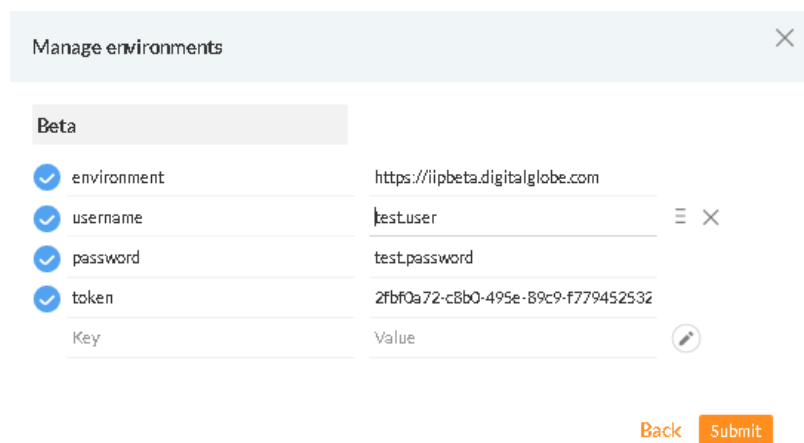 Manage environments
Beta
environment https://iipbeta.digitalglobe.com
username test.user
password test.password
token 2fbf0a72-c8b0-495e-89c9-f779452532
Key Value
Back Submit